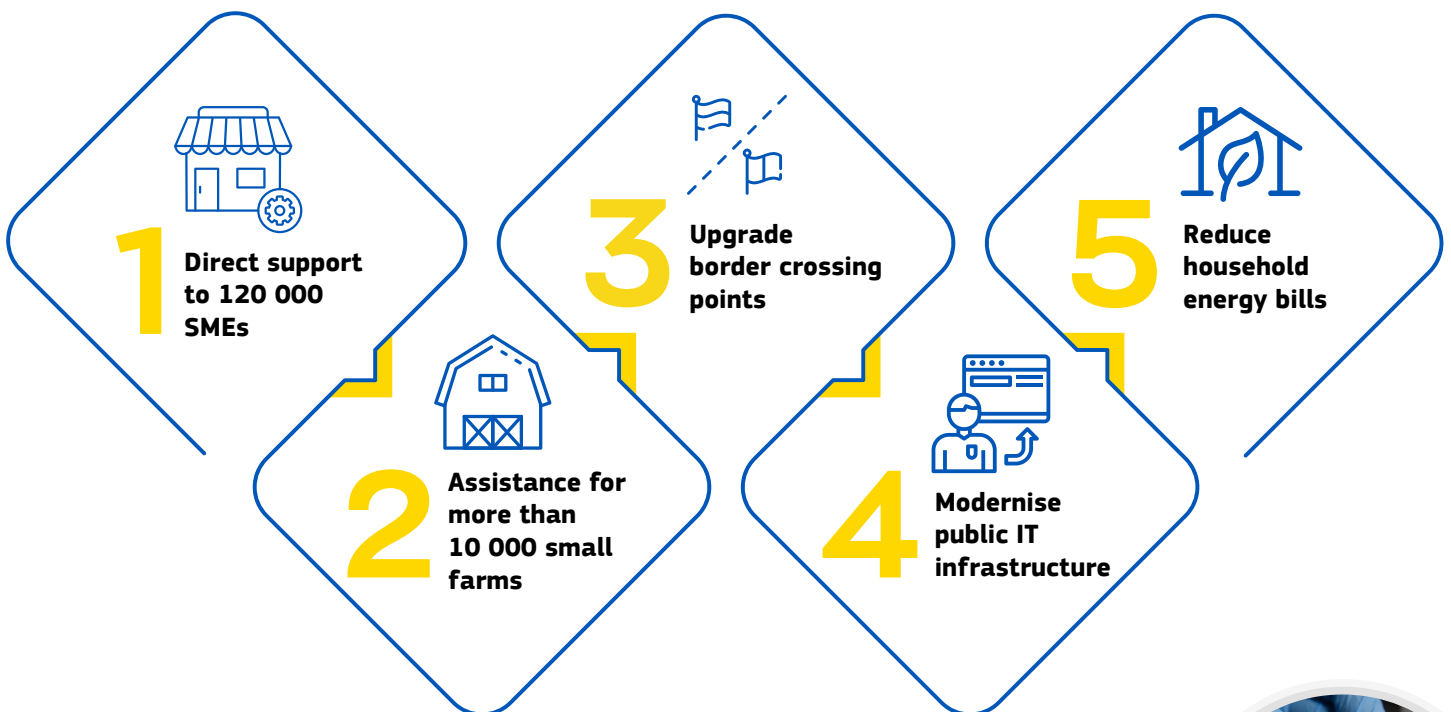 1
Direct support
to 120 000
SMEs
2
Assistance for
more than
10 000 small
farms
3
Upgrade
border crossing
points
4
Modernise
public IT
infrastructure
5
Reduce
household
energy bills